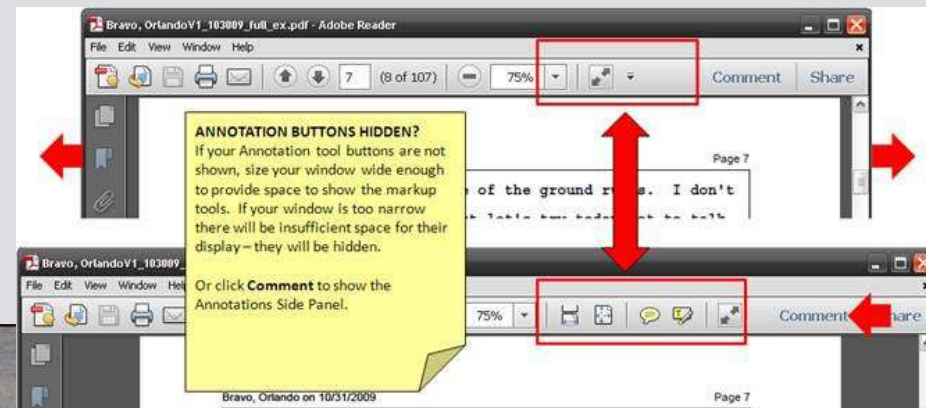 Bravo, OrlandoV1_103009_full_ex.pdf - Adobe Reader
File Edit View Window Help
7 (8 of 107) 75% Comment Share
Page 7
ANNOTATION BUTTONS HIDDEN?
If your Annotation tool buttons are not
shown, size your window wide enough
to provide space to show the markup
tools. If your window is too narrow
there will be insufficient space for their
display – they will be hidden.
Or click Comment to show the
Annotations Side Panel.
of the ground I don't
Bravo, OrlandoV1_103009_
File Edit View Window
75% Comment
Bravo, Orlando on 10/31/2009 Page 7